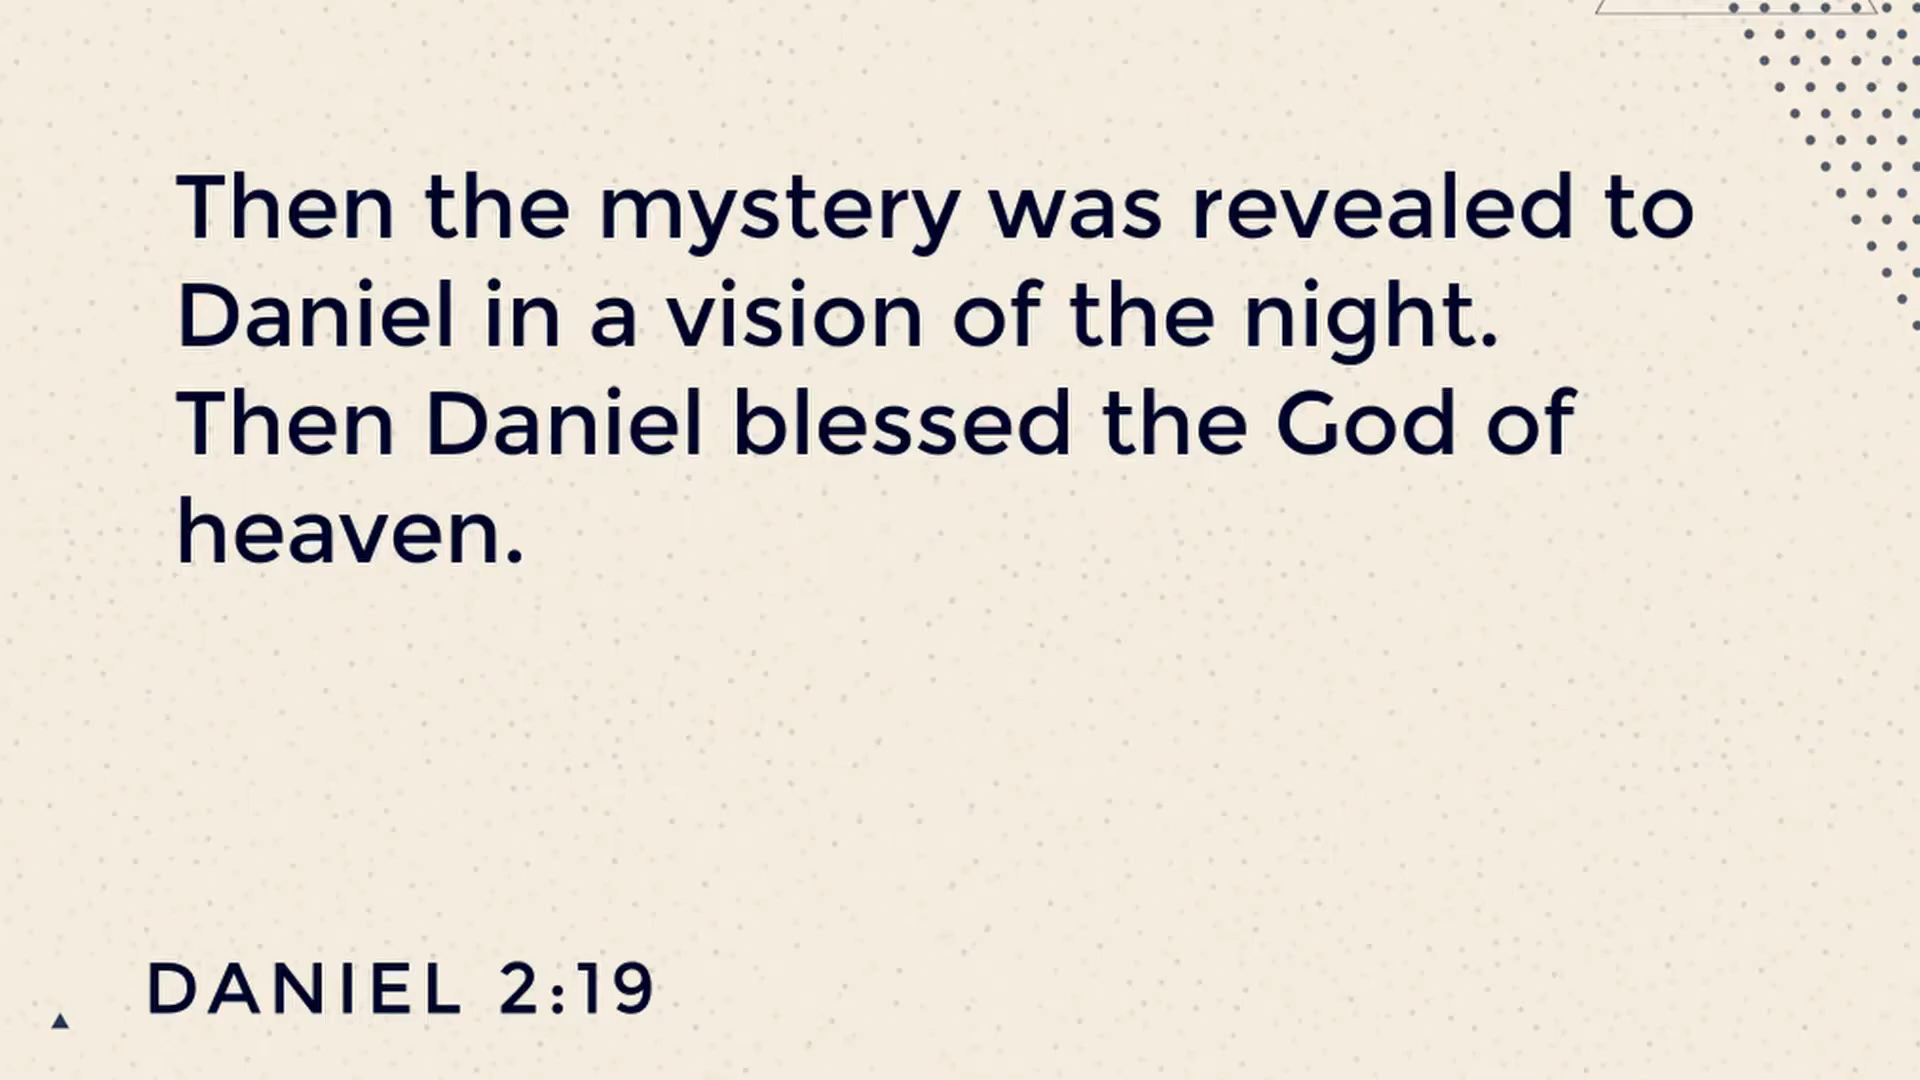 Then the mystery was revealed to
Daniel in a vision of the night.
Then Daniel blessed the God of
heaven.
DANIEL 2:19